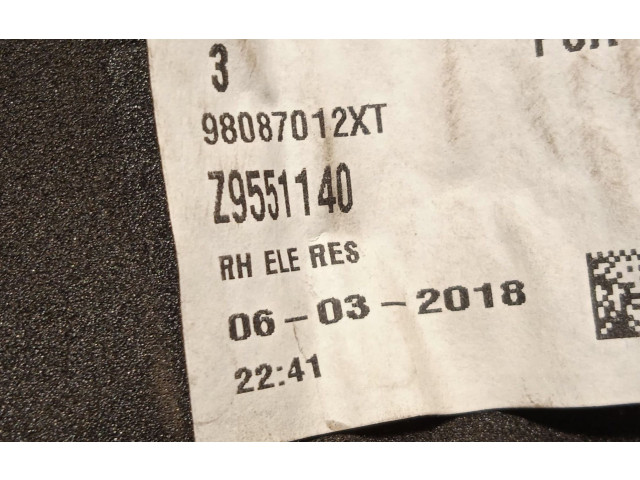 3
98087012XT
Z9551140
RH ELE RES
06-03-2018
22:41